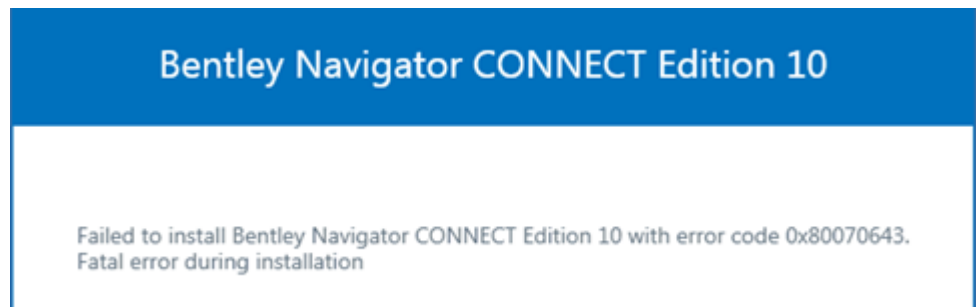 Bentley Navigator CONNECT Edition 10
Failed to install Bentley Navigator CONNECT Edition 10 with error code 0x80070643.
Fatal error during installation